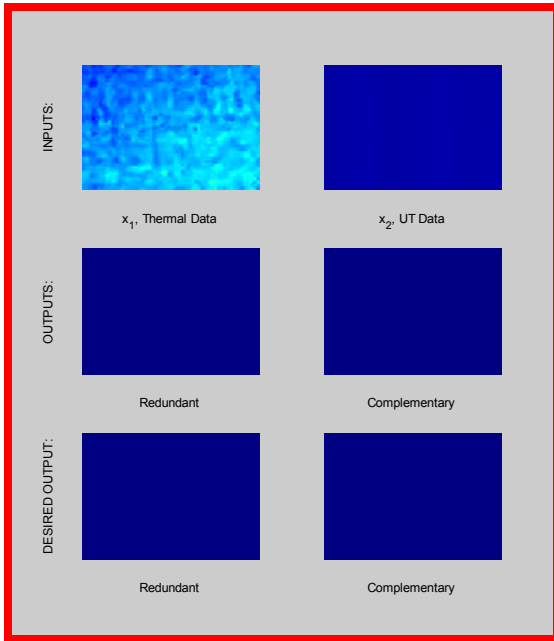 INPUTS:
x1, Thermal Data
x2, UT Data
OUTPUTS:
Redundant
Complementary
DESIRED OUTPUT:
Redundant
Complementary